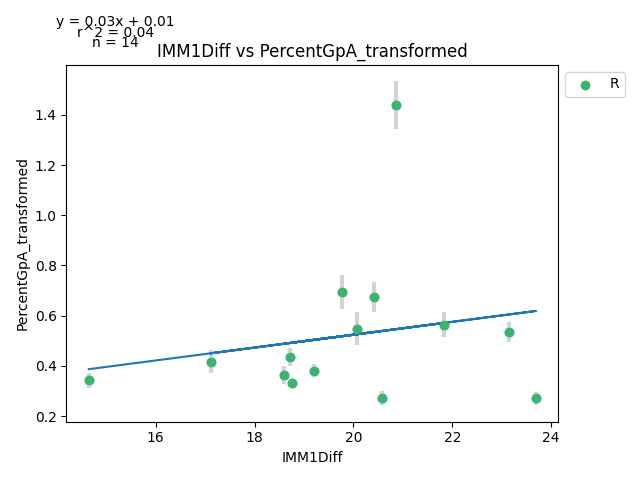 y = 0.03x + 0.01
r^2 = 0.04
n = 14
IMM1Diff vs PercentGpA_transformed
R
1.4
1.2
1.0
0.8
0.6
0.4
0.2
PercentGpA_transformed
16
18
20
22
24
IMM1Diff